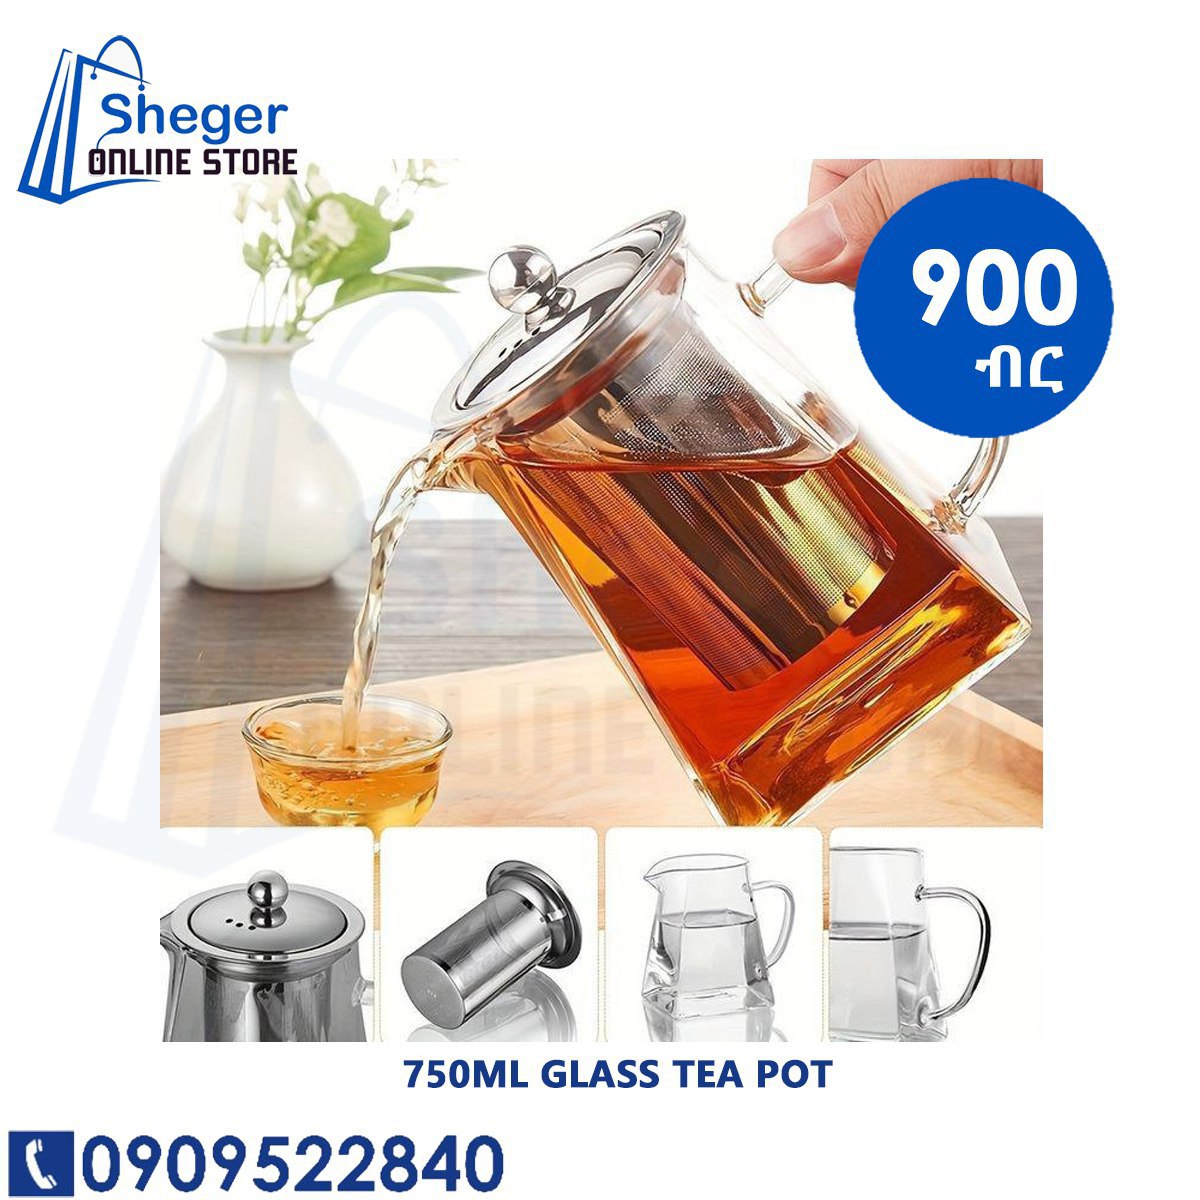 Sheger
ONLINE STORE
900
ብር
750ML GLASS TEA POT
0909522840